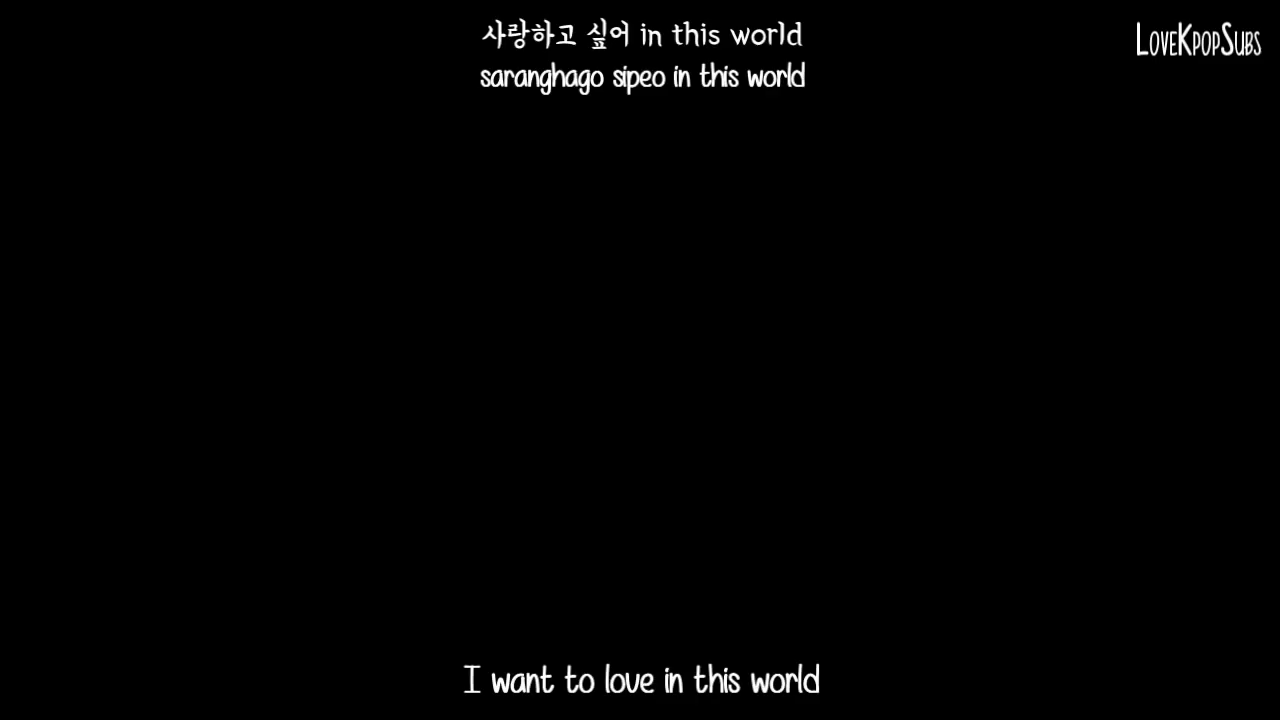 사랑하고 싶어 in this world
saranghago sipeo in this world
LoveKpopSubs
I want to love in this world